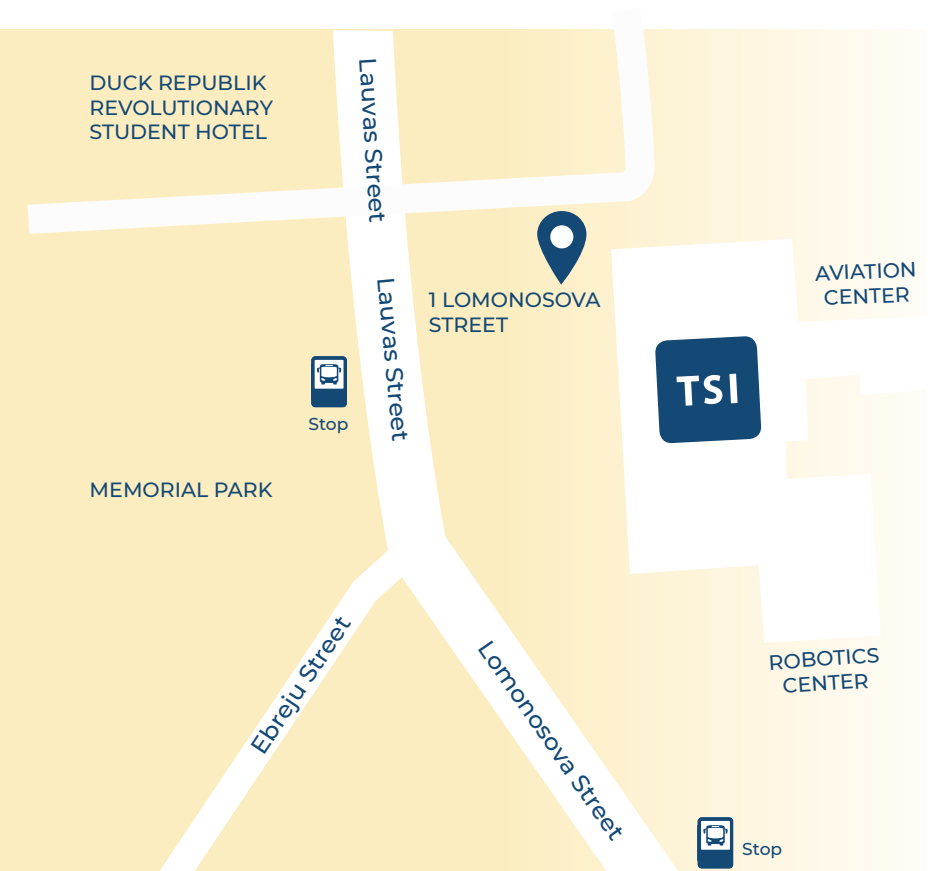 DUCK REPUBLIK
REVOLUTIONARY
STUDENT HOTEL
Lauvas Street
AVIATION
CENTER
Lauvas Street
1 LOMONOSOVA
STREET
TSI
Stop
MEMORIAL PARK
Ebreju Street
Lomonosova Street
ROBOTICS
CENTER
Stop